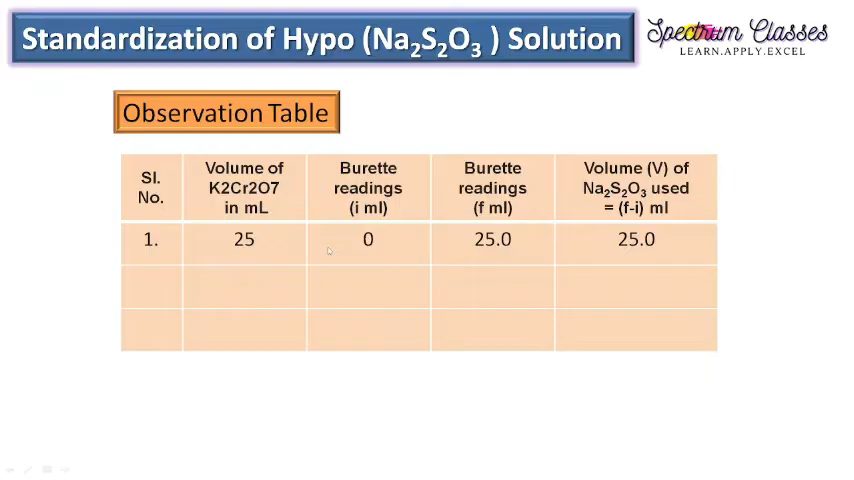 Standardization of Hypo (Na₂S₂O₃ ) Solution
Spectrum Classes
LEARN.APPLY.EXCEL
Observation Table
Sl. No. Volume of K2Cr2O7 in mL Burette readings (i ml) Burette readings (f ml) Volume (V) of Na₂S₂O₃ used = (f-i) ml
1. 25 0 25.0 25.0